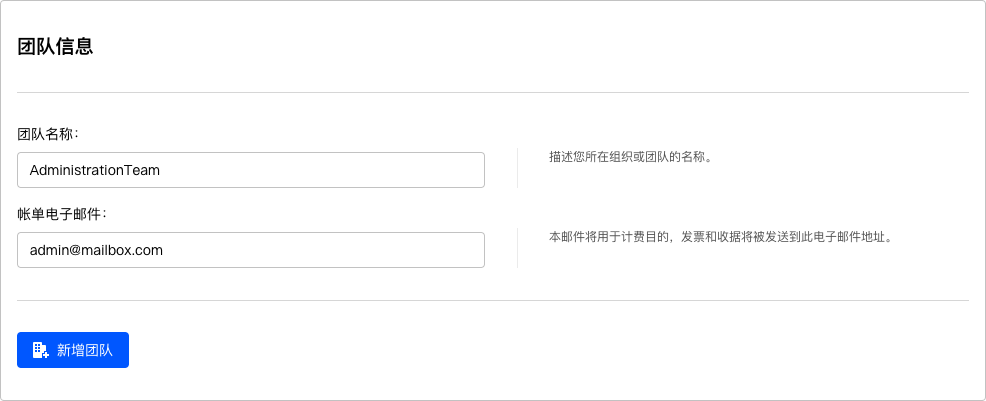 团队信息
团队名称：
AdministrationTeam
描述您所在组织或团队的名称。
帐单电子邮件：
admin@mailbox.com
本邮件将用于计费目的，发票和收据将被发送到此电子邮件地址。
新增团队